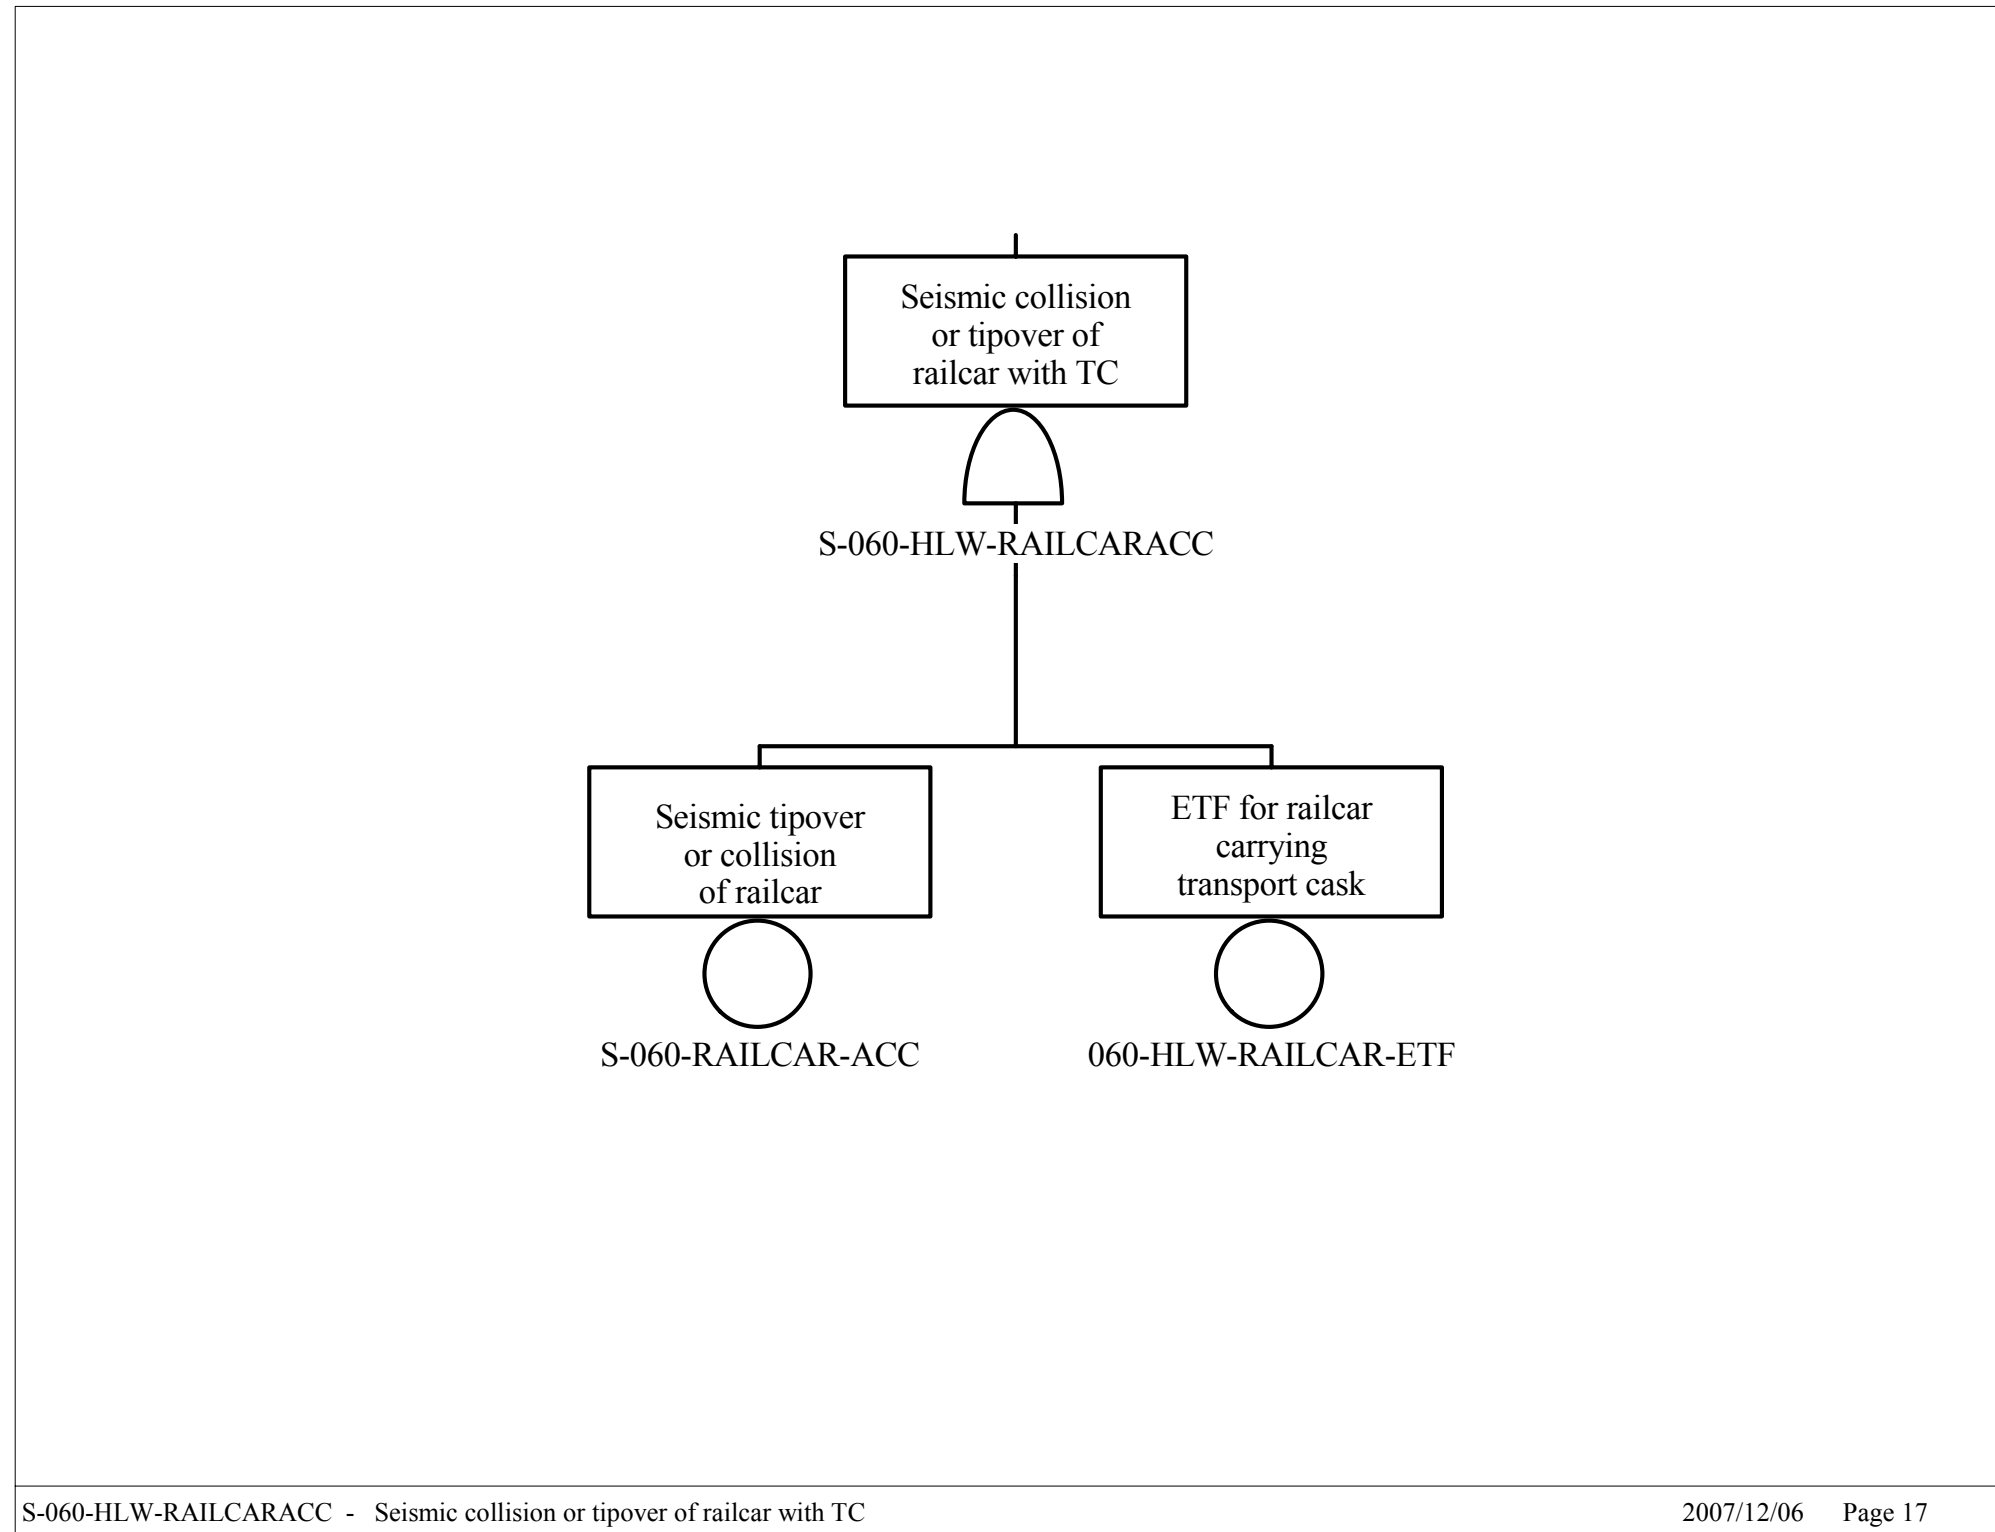 Seismic collision
or tipover of
railcar with TC
S-060-HLW-RAILCARACC
Seismic tipover
or collision
of railcar
S-060-RAILCAR-ACC
ETF for railcar
carrying
transport cask
060-HLW-RAILCAR-ETF
S-060-HLW-RAILCARACC - Seismic collision or tipover of railcar with TC 2007/12/06 Page 17